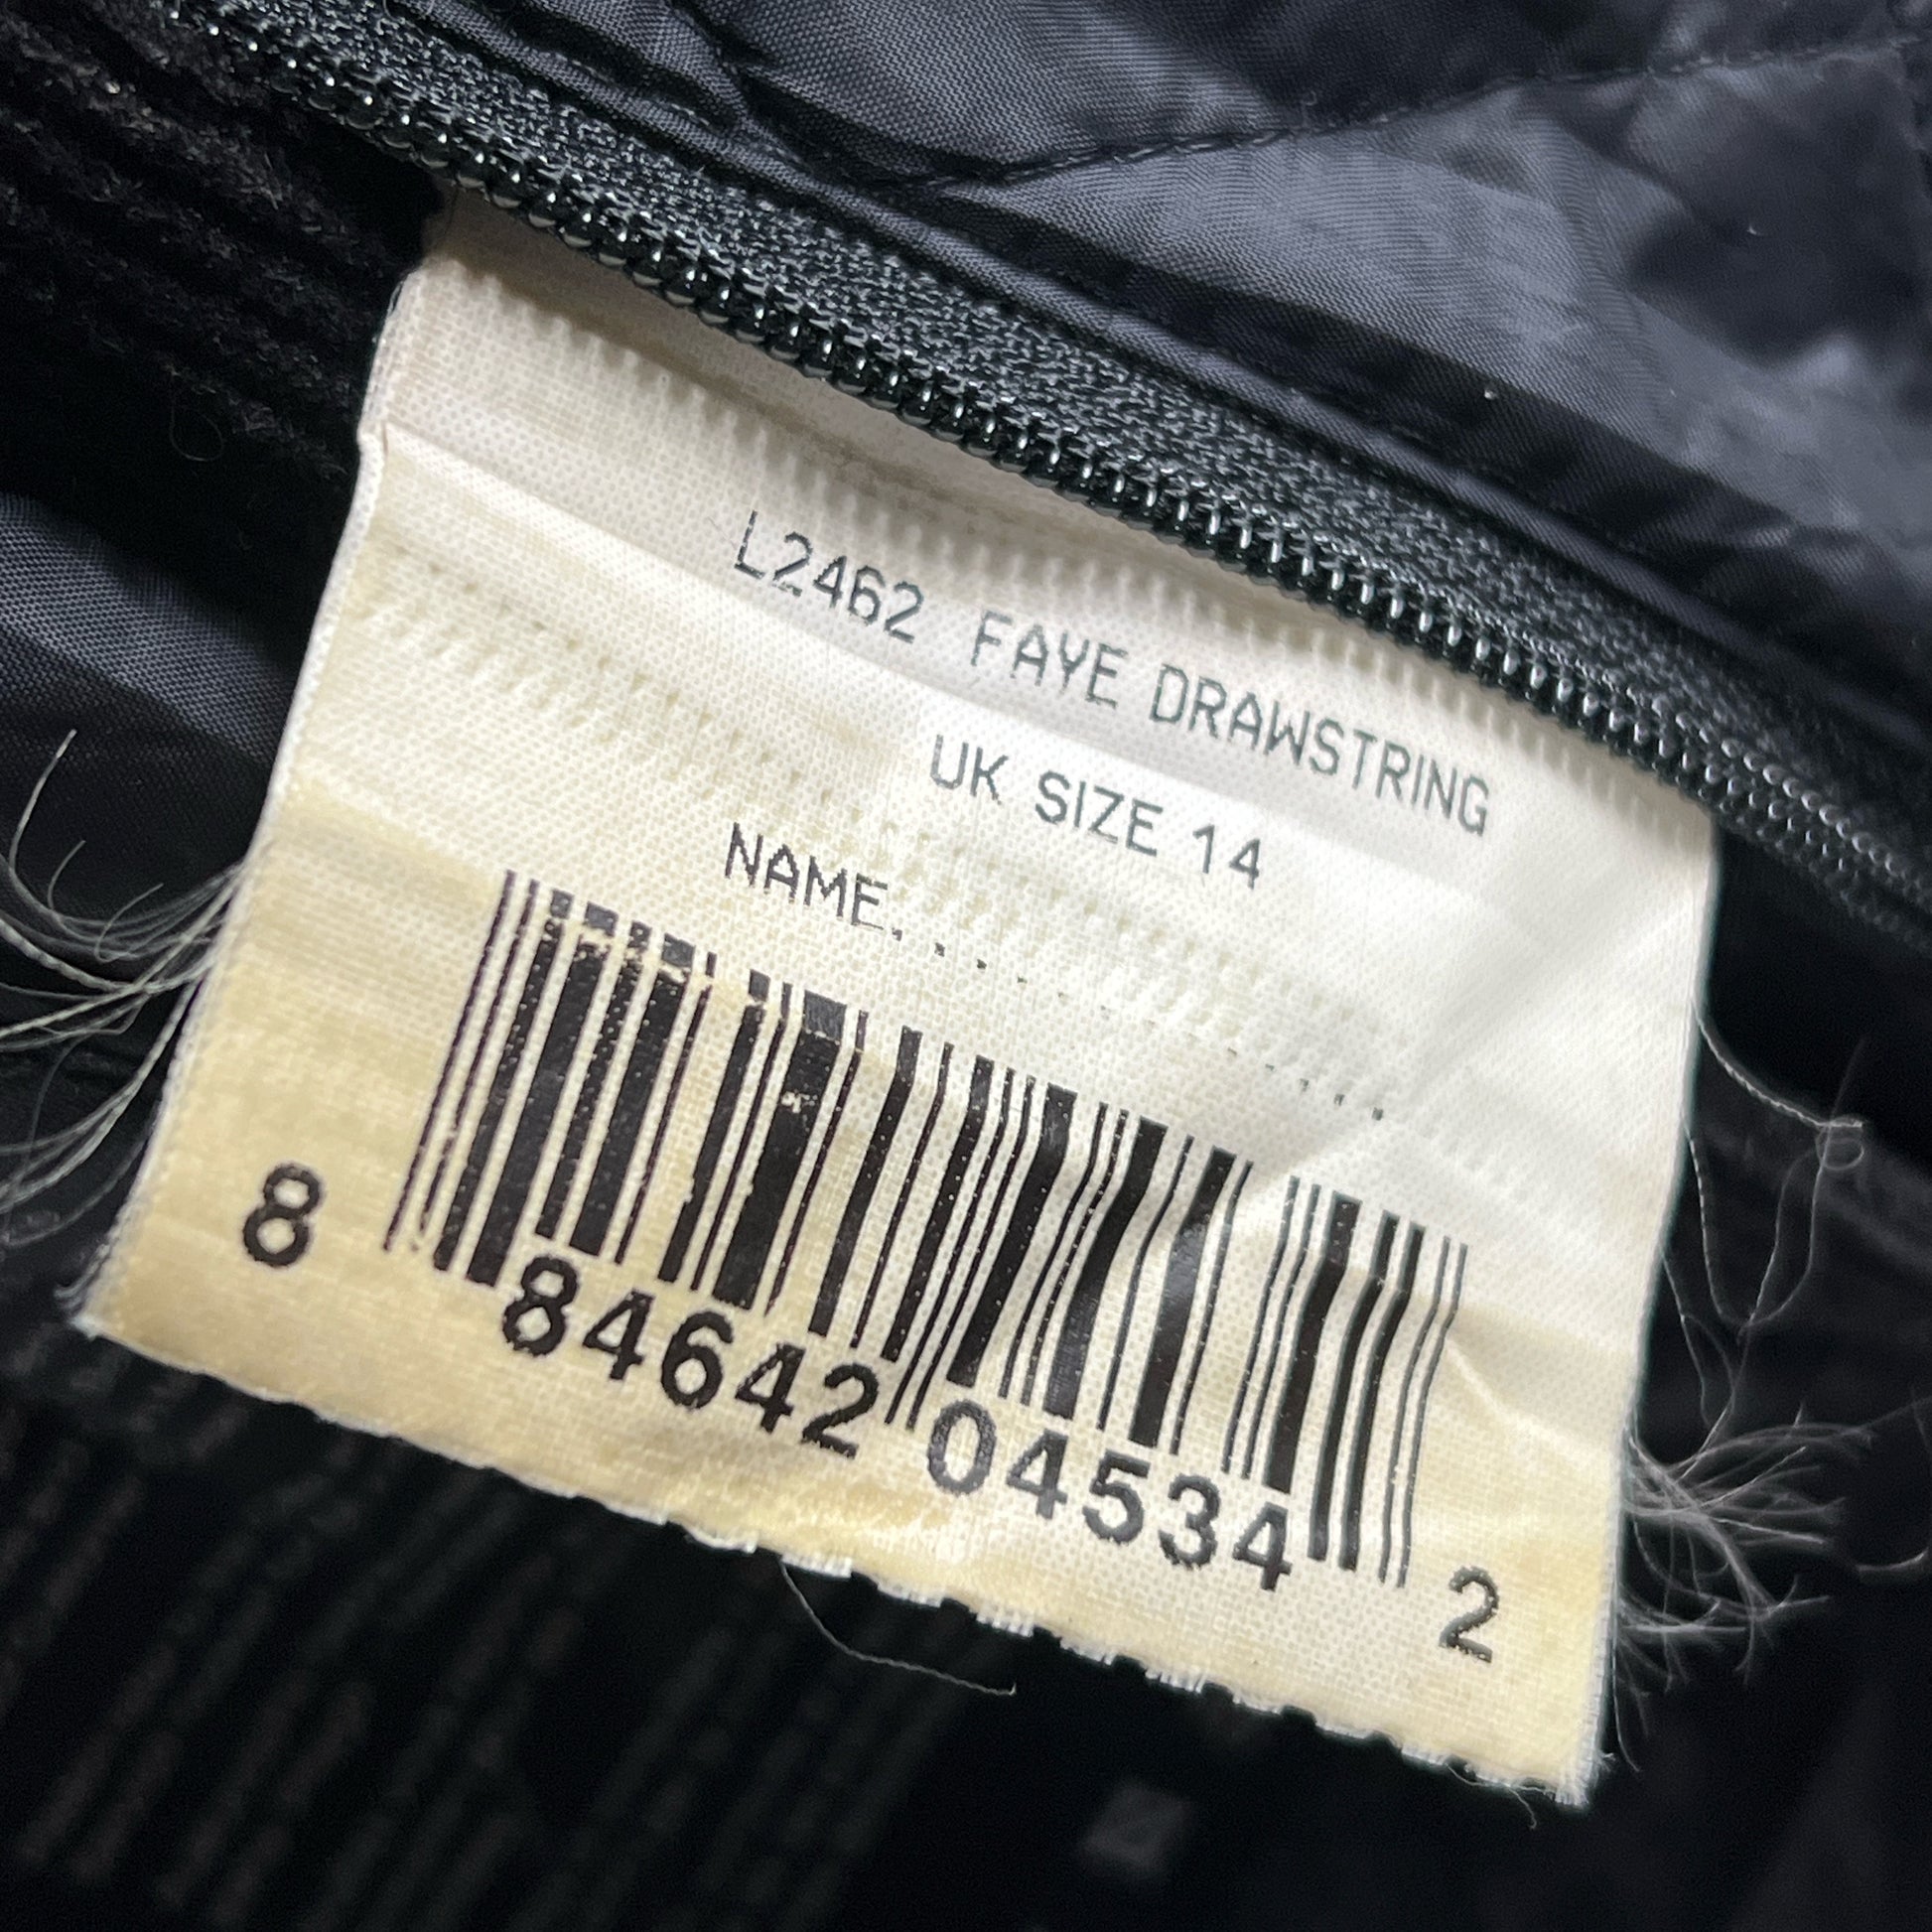 L2462 FAYE DRAWSTRING
UK SIZE 14
NAME. . . . . . . . . . . .
8 84642 04534 2